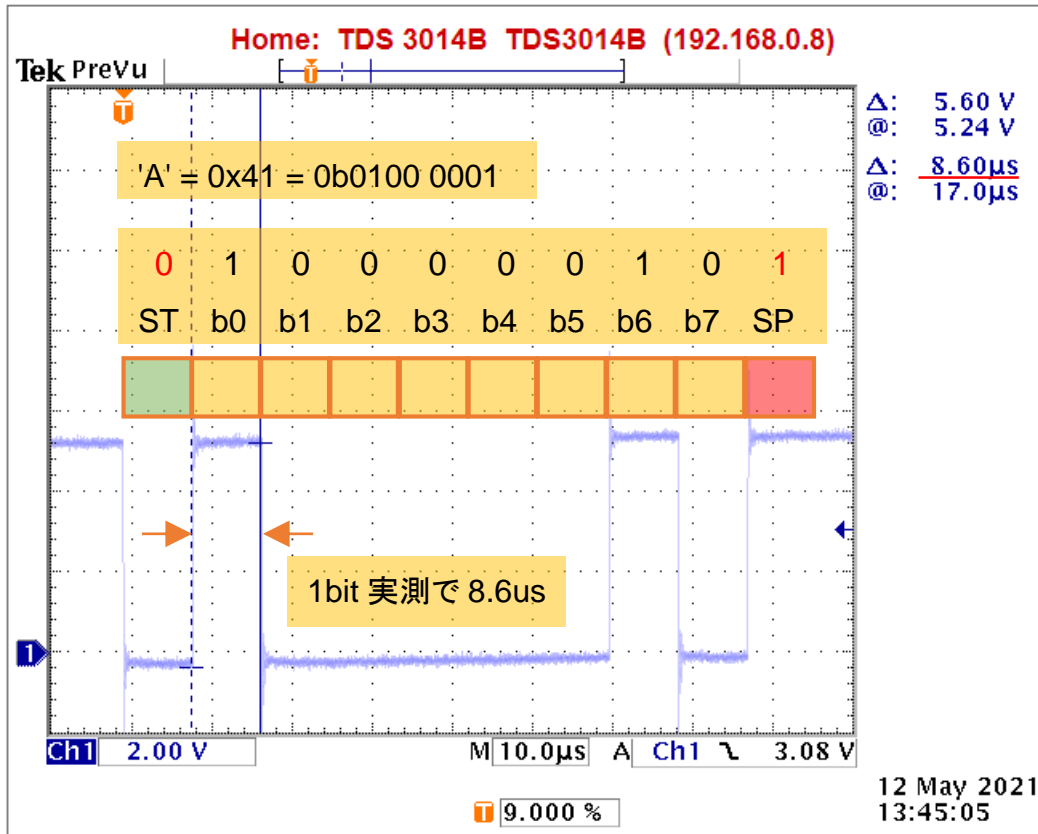 Home: TDS 3014B TDS3014B (192.168.0.8)
Tek PreVu
T
T
Δ: 5.60 V
@: 5.24 V
Δ: 8.60µs
@: 17.0µs
'A' = 0x41 = 0b0100 0001
0 1 0 0 0 0 0 1 0 1
ST b0 b1 b2 b3 b4 b5 b6 b7 SP
1bit 実測で 8.6us
1
Ch1 2.00 V M 10.0µs A Ch1 3.08 V
12 May 2021
T 9.000 % 13:45:05